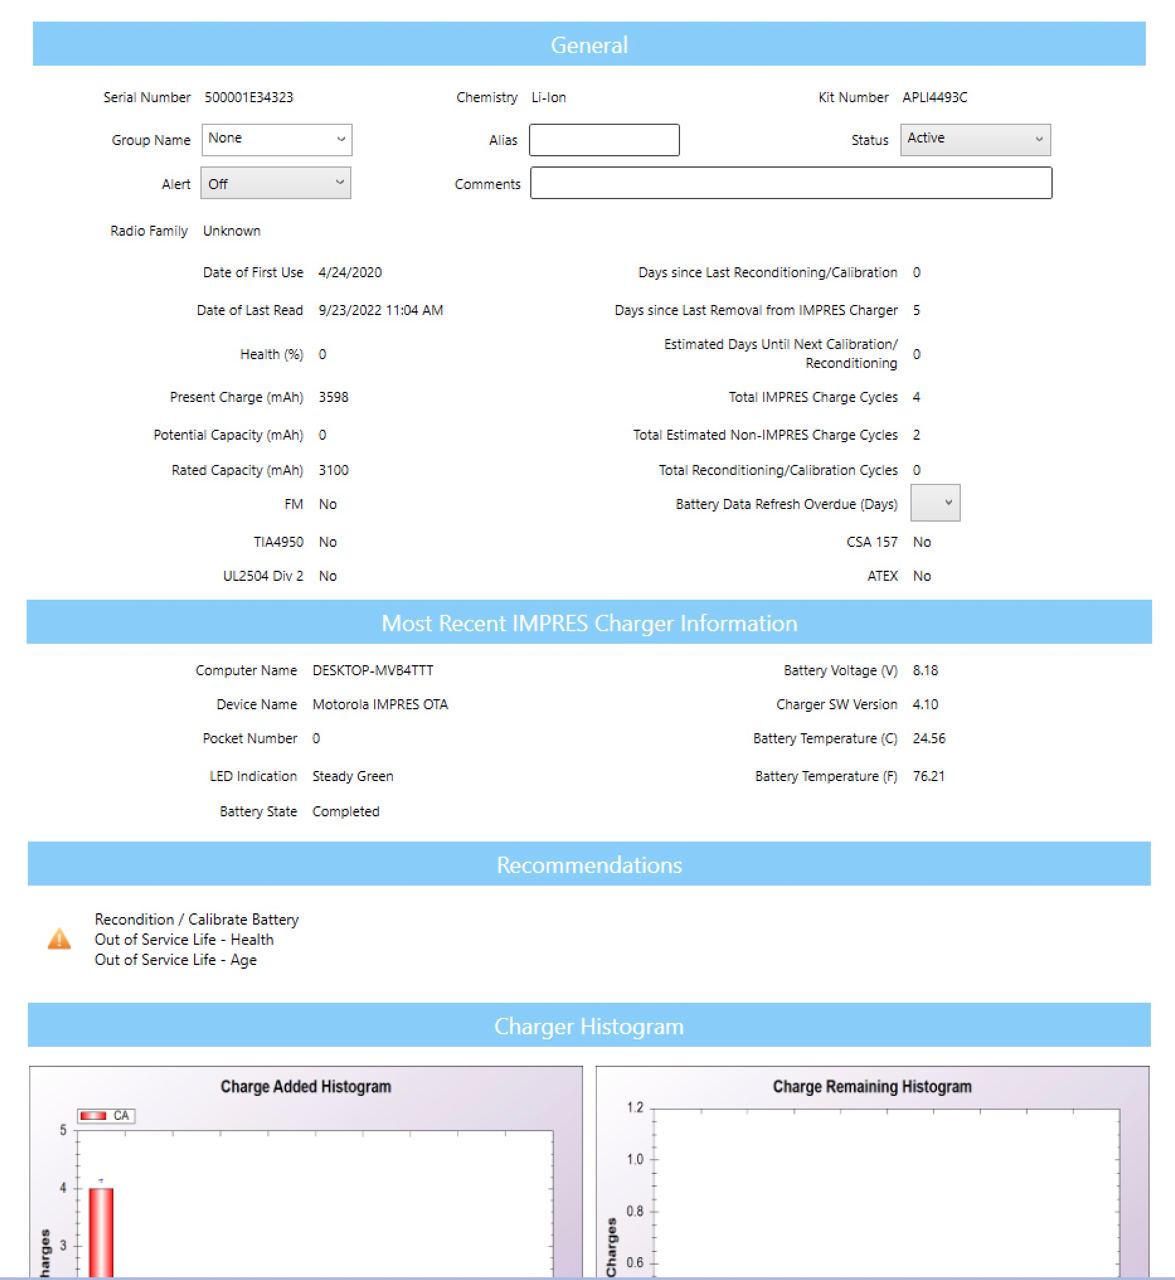 General
Serial Number 500001E34323 Chemistry Li-Ion Kit Number APLI4493C
Group Name None Alias Status Active
Alert Off Comments
Radio Family Unknown
Date of First Use 4/24/2020 Days since Last Reconditioning/Calibration 0
Date of Last Read 9/23/2022 11:04 AM Days since Last Removal from IMPRES Charger 5
Health (%) 0 Estimated Days Until Next Calibration/
Reconditioning 0
Present Charge (mAh) 3598 Total IMPRES Charge Cycles 4
Potential Capacity (mAh) 0 Total Estimated Non-IMPRES Charge Cycles 2
Rated Capacity (mAh) 3100 Total Reconditioning/Calibration Cycles 0
FM No Battery Data Refresh Overdue (Days)
TIA4950 No CSA 157 No
UL2504 Div 2 No ATEX No
Most Recent IMPRES Charger Information
Computer Name DESKTOP-MVB4TTT Battery Voltage (V) 8.18
Device Name Motorola IMPRES OTA Charger SW Version 4.10
Pocket Number 0 Battery Temperature (C) 24.56
LED Indication Steady Green Battery Temperature (F) 76.21
Battery State Completed
Recommendations
Recondition / Calibrate Battery
Out of Service Life - Health
Out of Service Life - Age
Charger Histogram
Charge Added Histogram
CA
5
4
3
Charge Remaining Histogram
1.2
1.0
0.8
0.6
Charges